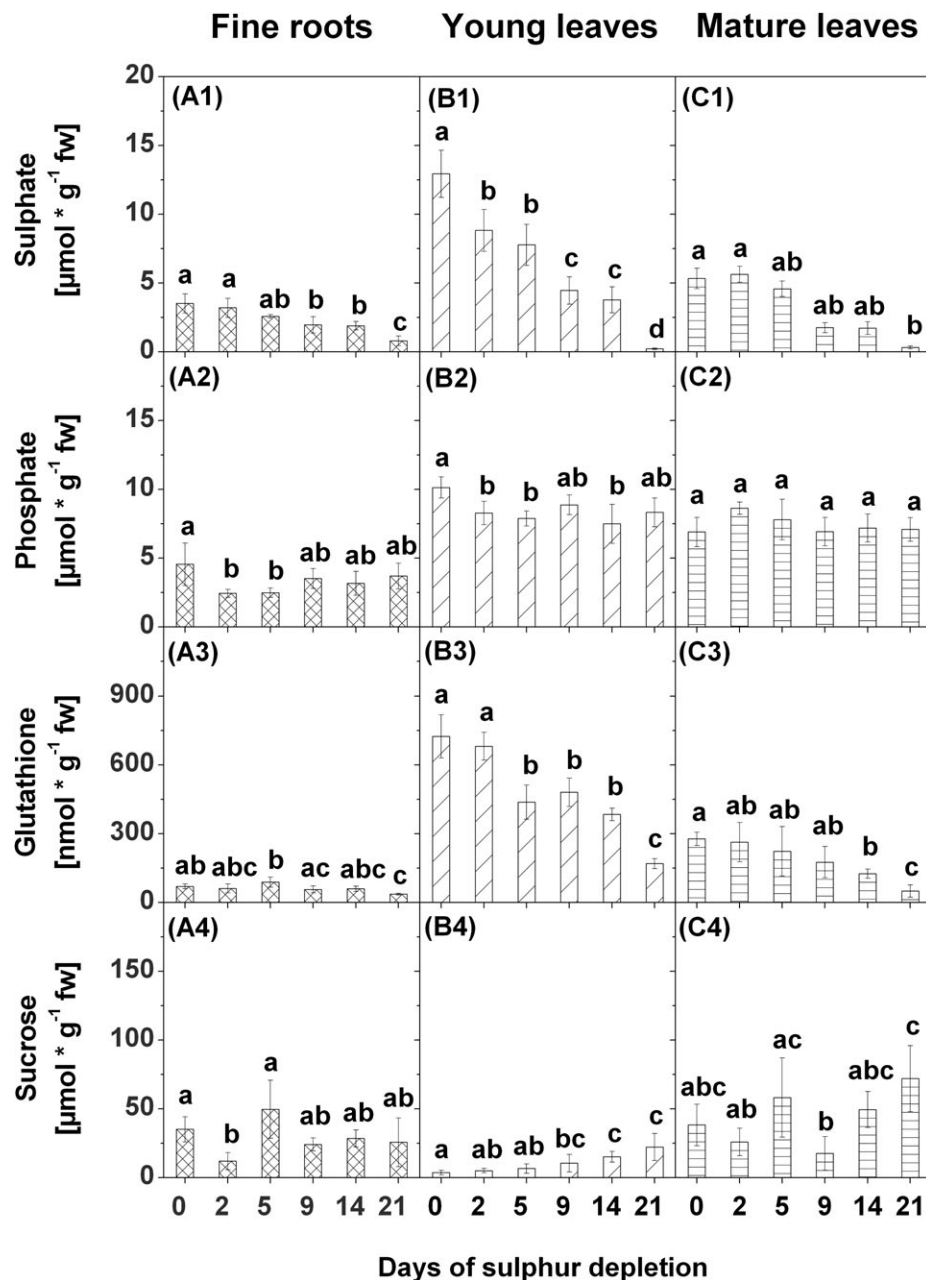 Fine roots Young leaves Mature leaves
Sulphate
[µmol * g-1 fw]
20
15
10
5
0
(A1)
a a ab b b c
(B1)
a b b c c d
(C1)
a a ab ab ab b
Phosphate
[µmol * g-1 fw]
15
10
5
0
(A2)
a b b ab ab ab
(B2)
a b b ab b ab
(C2)
a a a a a a
Glutathione
[nmol * g-1 fw]
900
600
300
0
(A3)
ab abc b ac abc c
(B3)
a a b b b c
(C3)
a ab ab ab b c
Sucrose
[µmol * g-1 fw]
150
100
50
0
(A4)
a b a ab ab ab
(B4)
a ab ab bc c c
(C4)
abc ab ac b abc c
0 2 5 9 14 21 0 2 5 9 14 21 0 2 5 9 14 21
Days of sulphur depletion